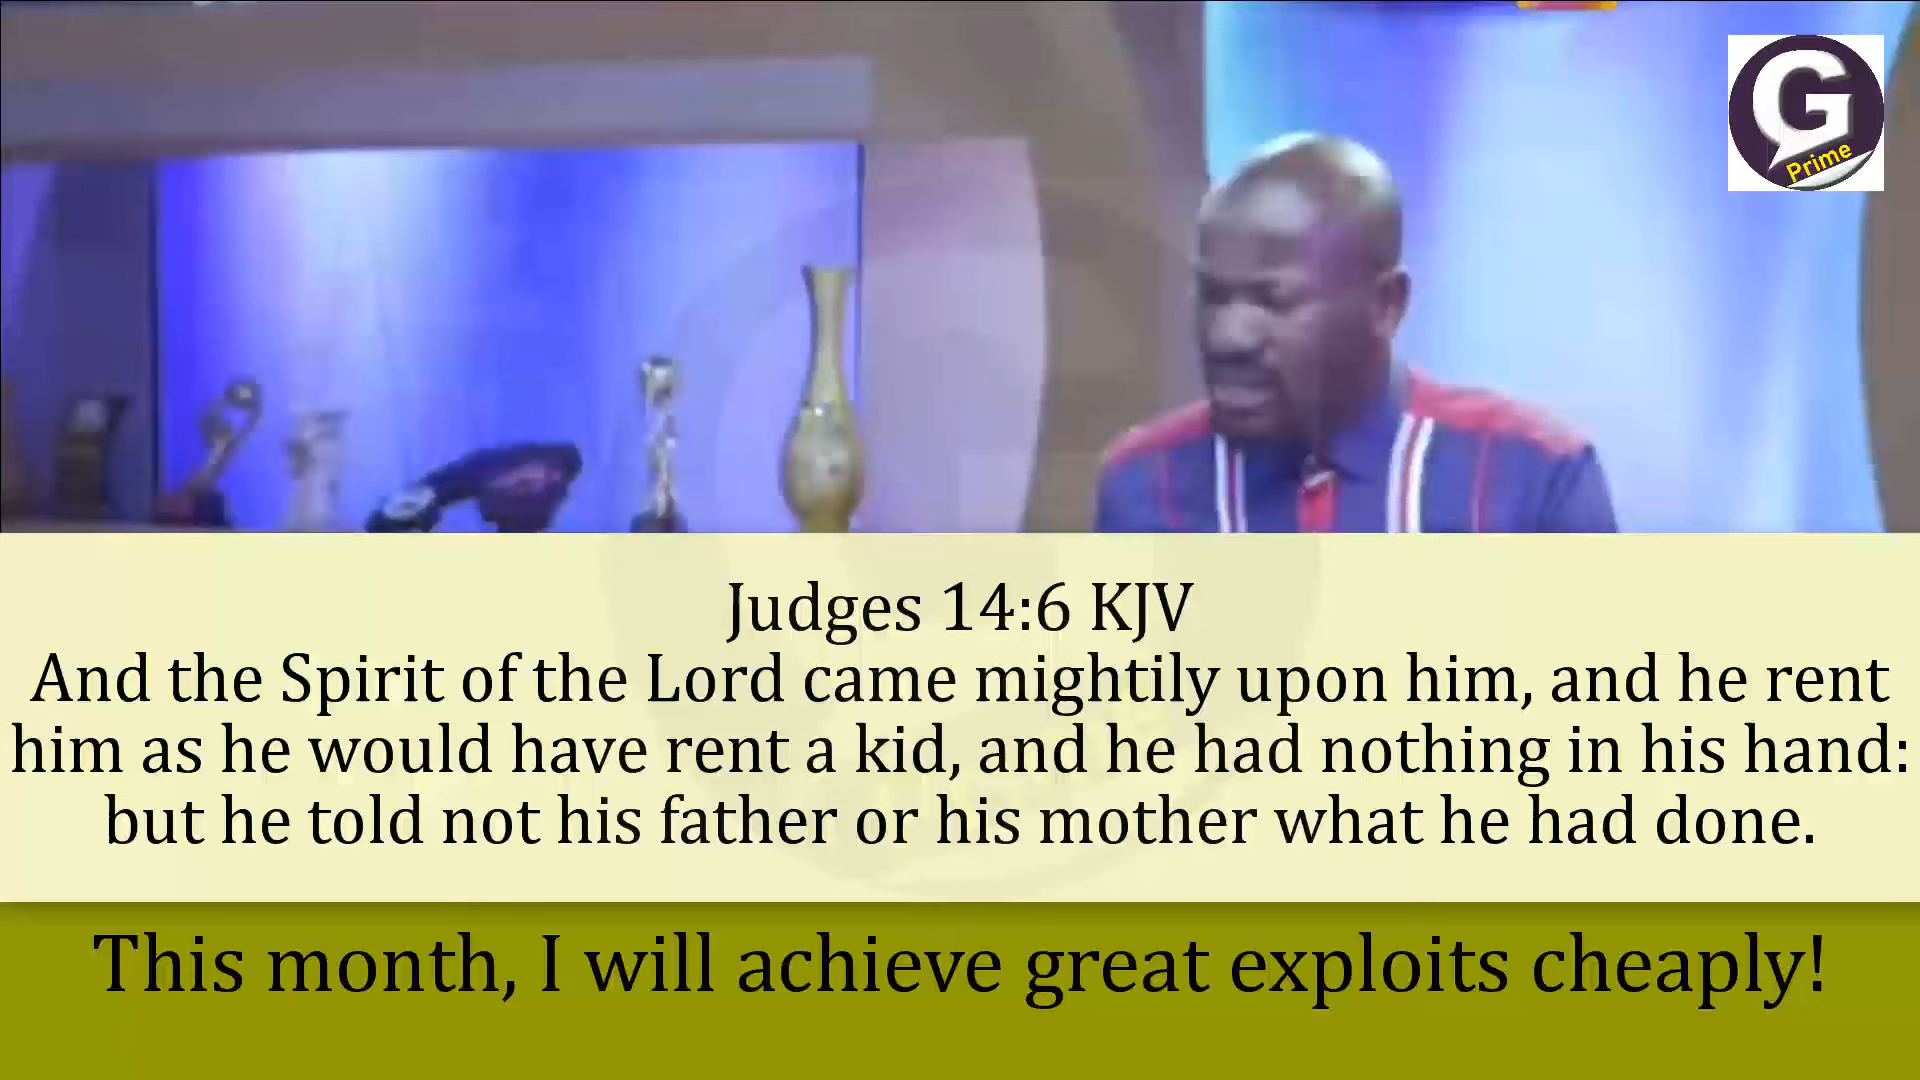 G
Prime
Judges 14:6 KJV
And the Spirit of the Lord came mightily upon him, and he rent
him as he would have rent a kid, and he had nothing in his hand:
but he told not his father or his mother what he had done.
This month, I will achieve great exploits cheaply!